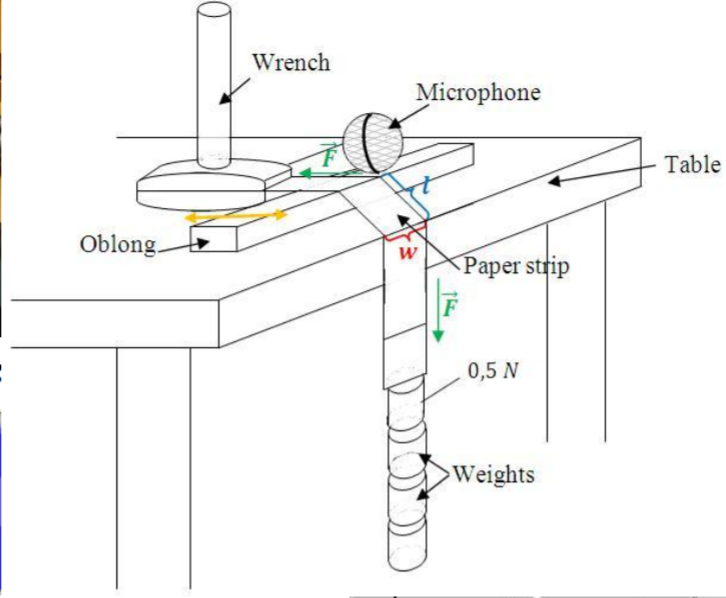 Wrench
Microphone
F
Table
l
Oblong
w
Paper strip
F
0,5 N
Weights